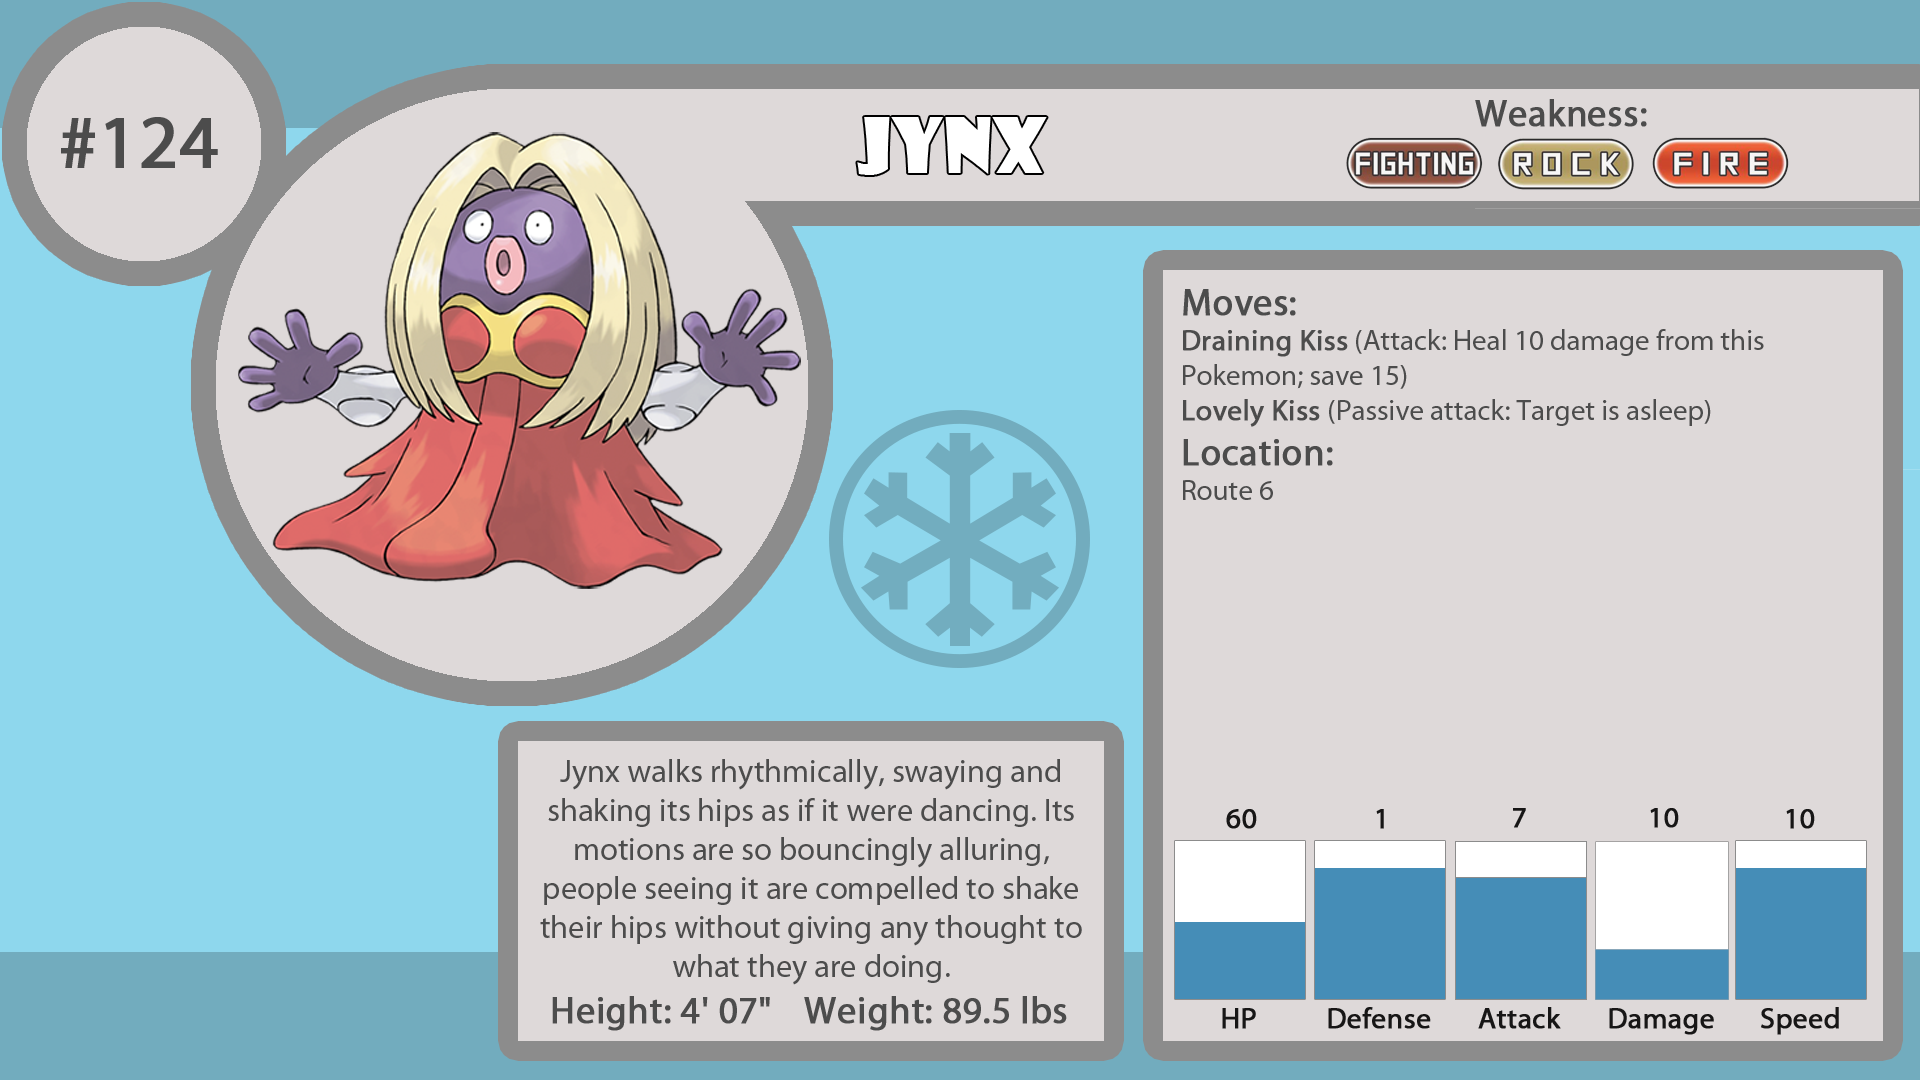 #124
JYNX
Weakness:
FIGHTING ROCK FIRE
Moves:
Draining Kiss (Attack: Heal 10 damage from this
Pokemon; save 15)
Lovely Kiss (Passive attack: Target is asleep)
Location:
Route 6
Jynx walks rhythmically, swaying and
shaking its hips as if it were dancing. Its
motions are so bouncingly alluring,
people seeing it are compelled to shake
their hips without giving any thought to
what they are doing.
Height: 4' 07" Weight: 89.5 lbs
60 1 7 10 10
HP Defense Attack Damage Speed